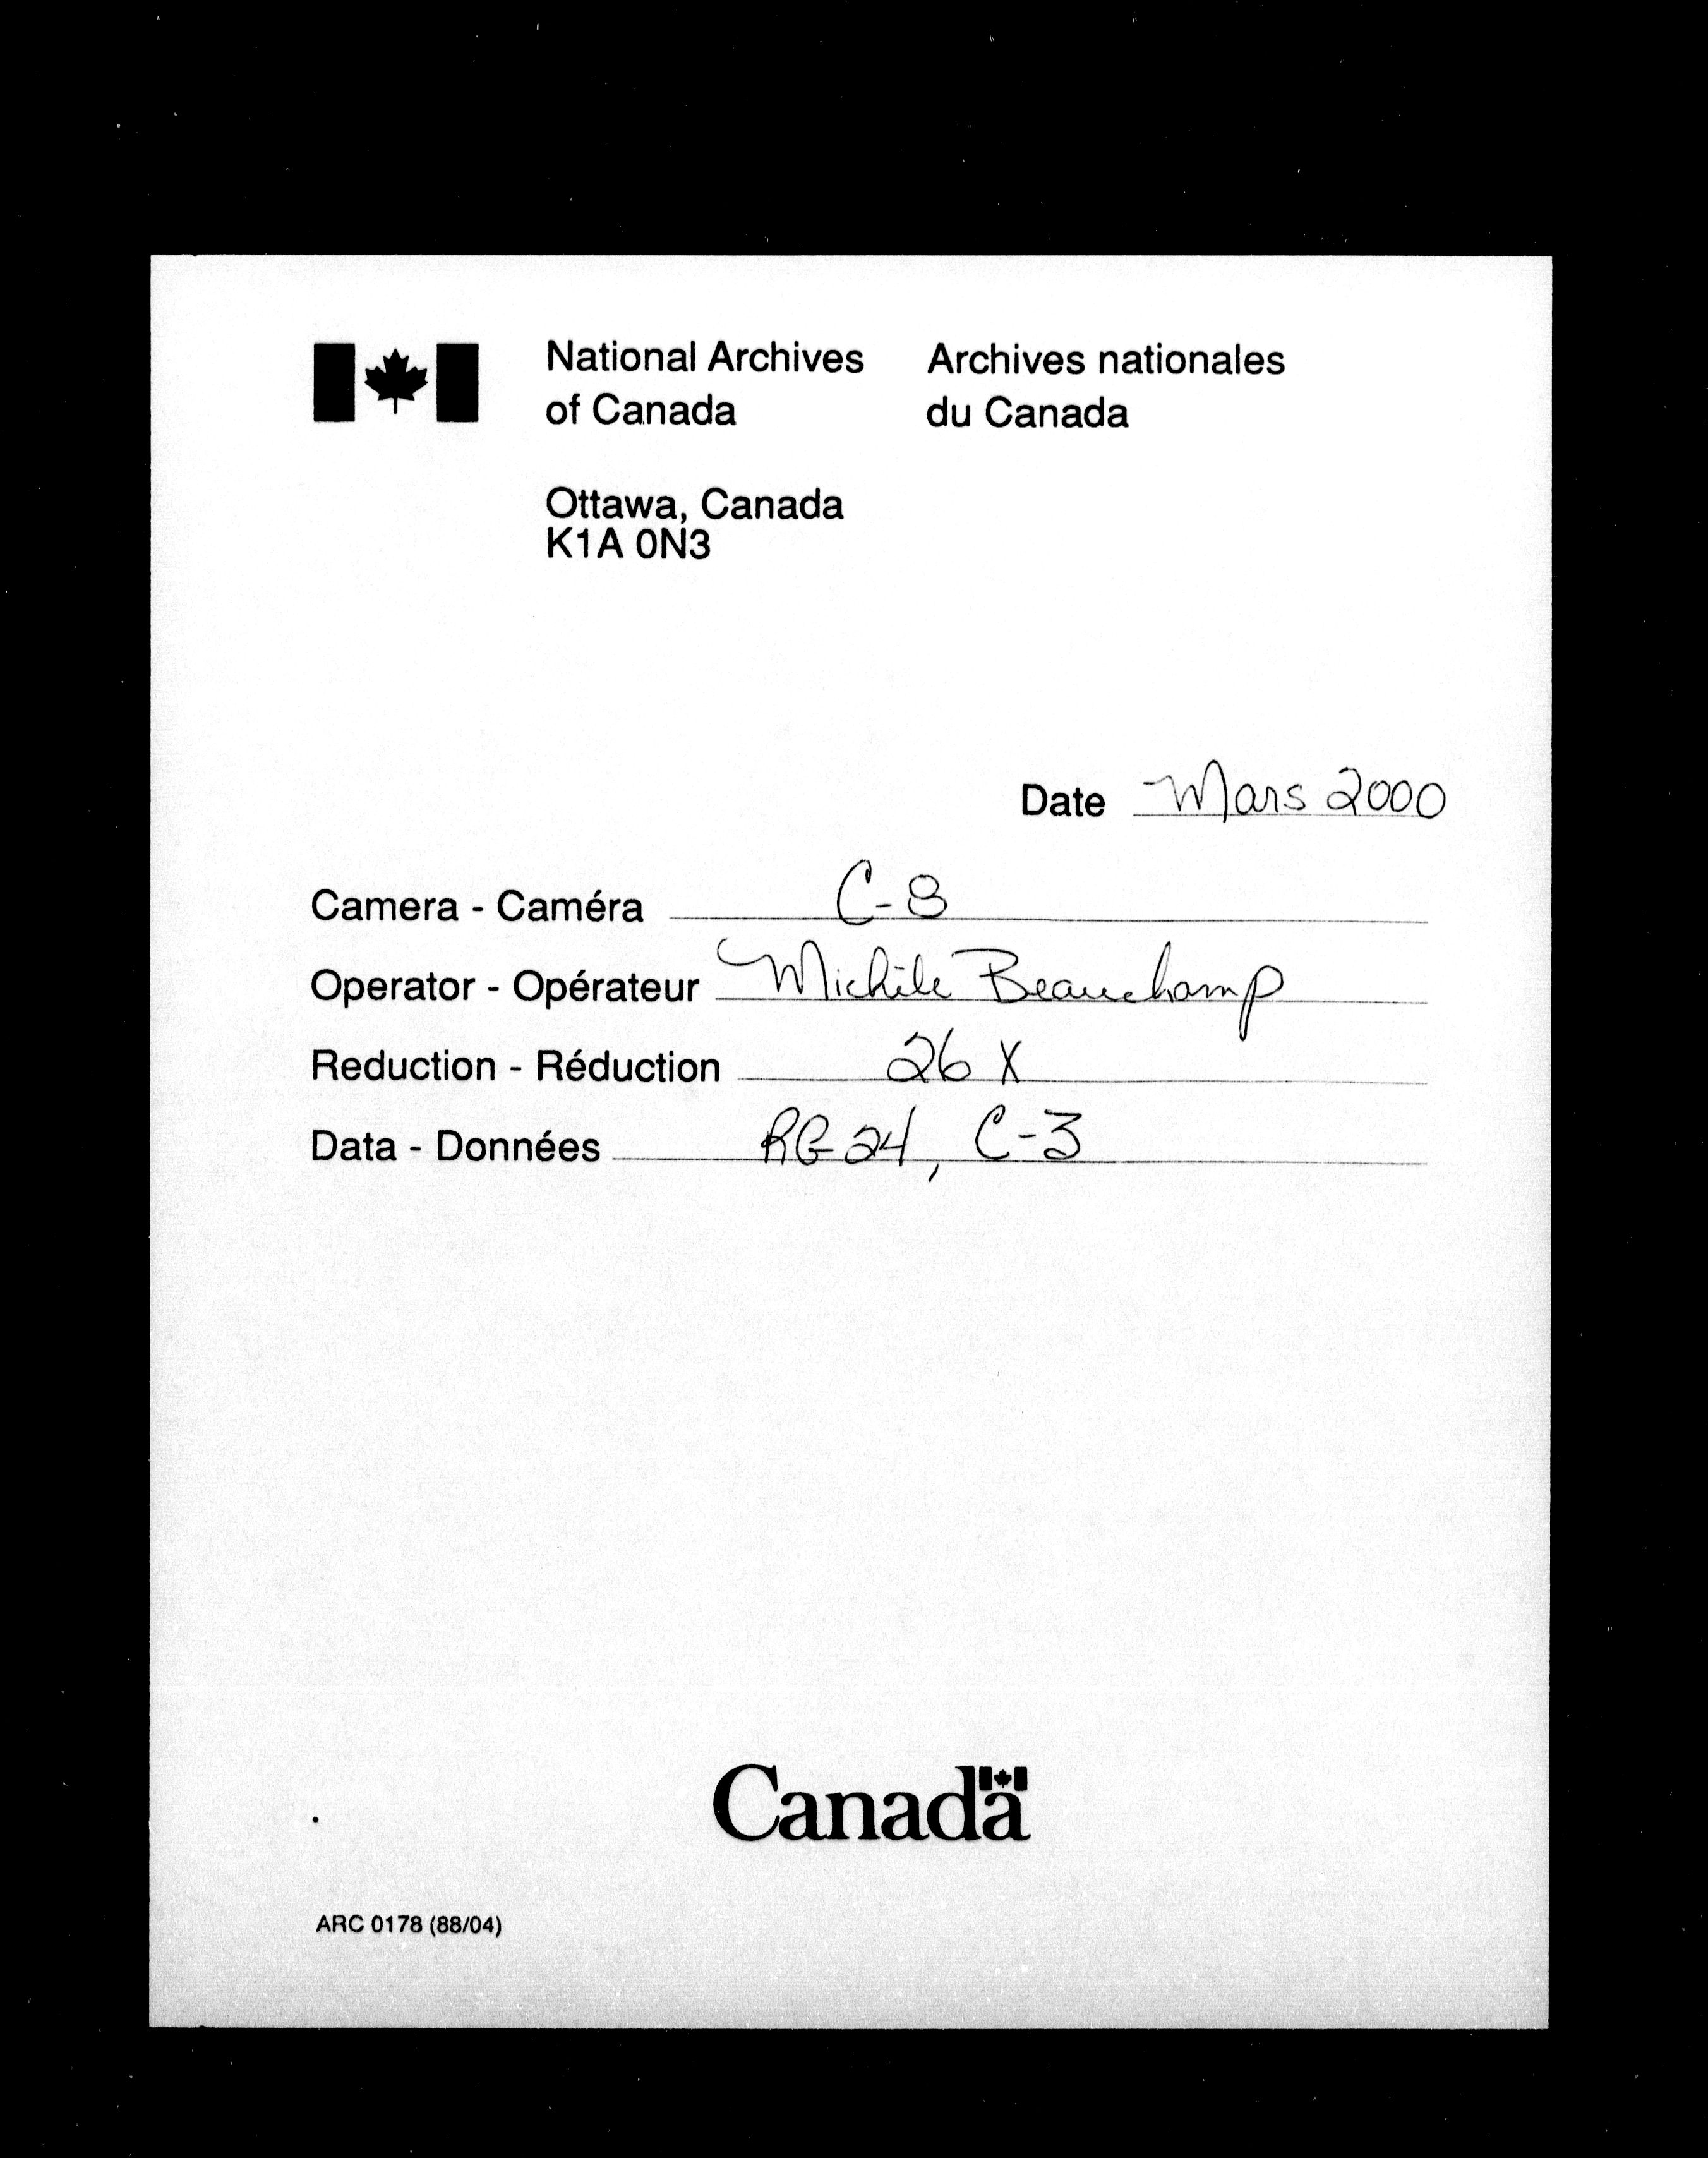 National Archives of Canada
Archives nationales du Canada
Ottawa, Canada
K1A 0N3
Date Mars 2000
Camera - Caméra C-8
Operator - Opérateur Michèle Beauchamp
Reduction - Réduction 26 X
Data - Données RG 24, C-3
Canada
ARC 0178 (88/04)